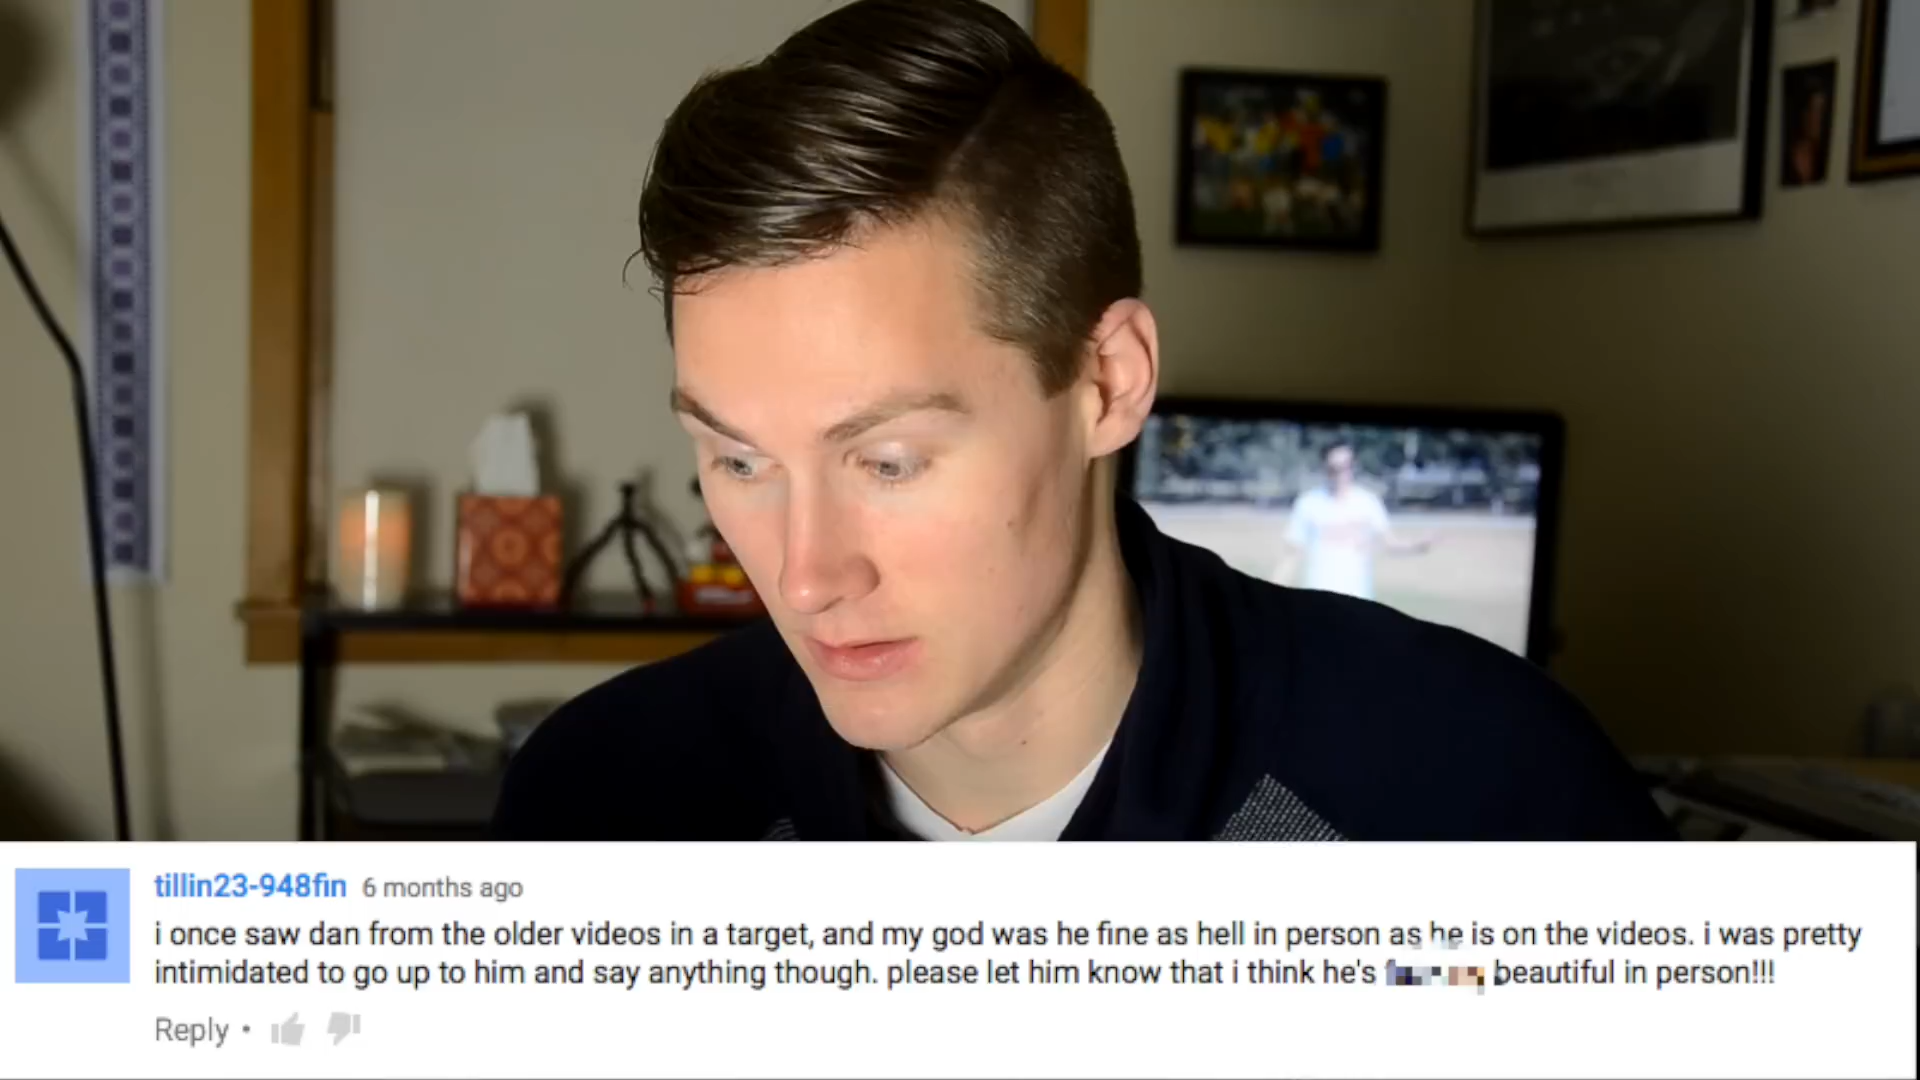 tillin23-948fin 6 months ago
i once saw dan from the older videos in a target, and my god was he fine as hell in person as he is on the videos. i was pretty
intimidated to go up to him and say anything though. please let him know that i think he's beautiful in person!!!
Reply •